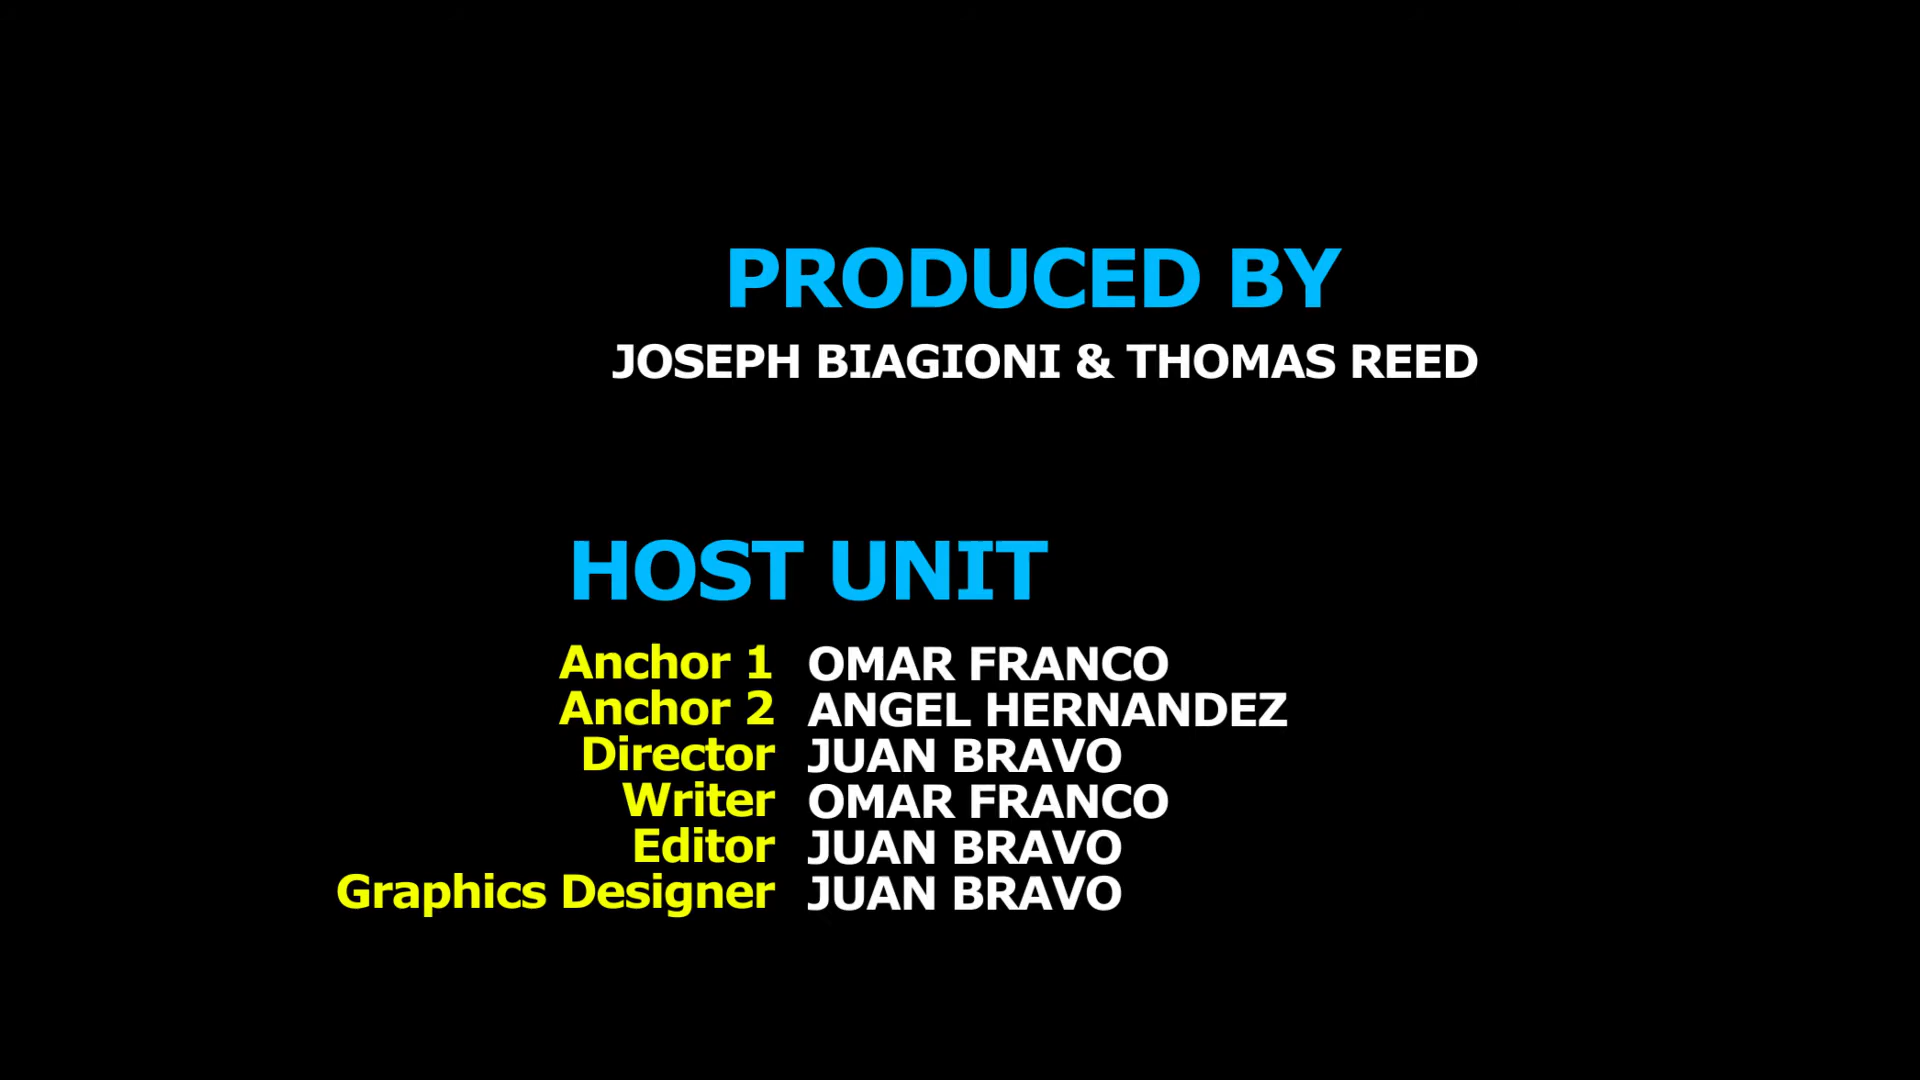 PRODUCED BY
JOSEPH BIAGIONI & THOMAS REED
HOST UNIT
Anchor 1 OMAR FRANCO
Anchor 2 ANGEL HERNANDEZ
Director JUAN BRAVO
Writer OMAR FRANCO
Editor JUAN BRAVO
Graphics Designer JUAN BRAVO